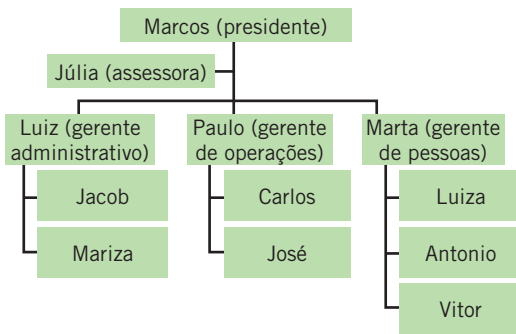 Marcos (presidente)
Júlia (assessora)
Luiz (gerente
administrativo)
Jacob
Mariza
Paulo (gerente
de operações)
Carlos
José
Marta (gerente
de pessoas)
Luiza
Antonio
Vitor